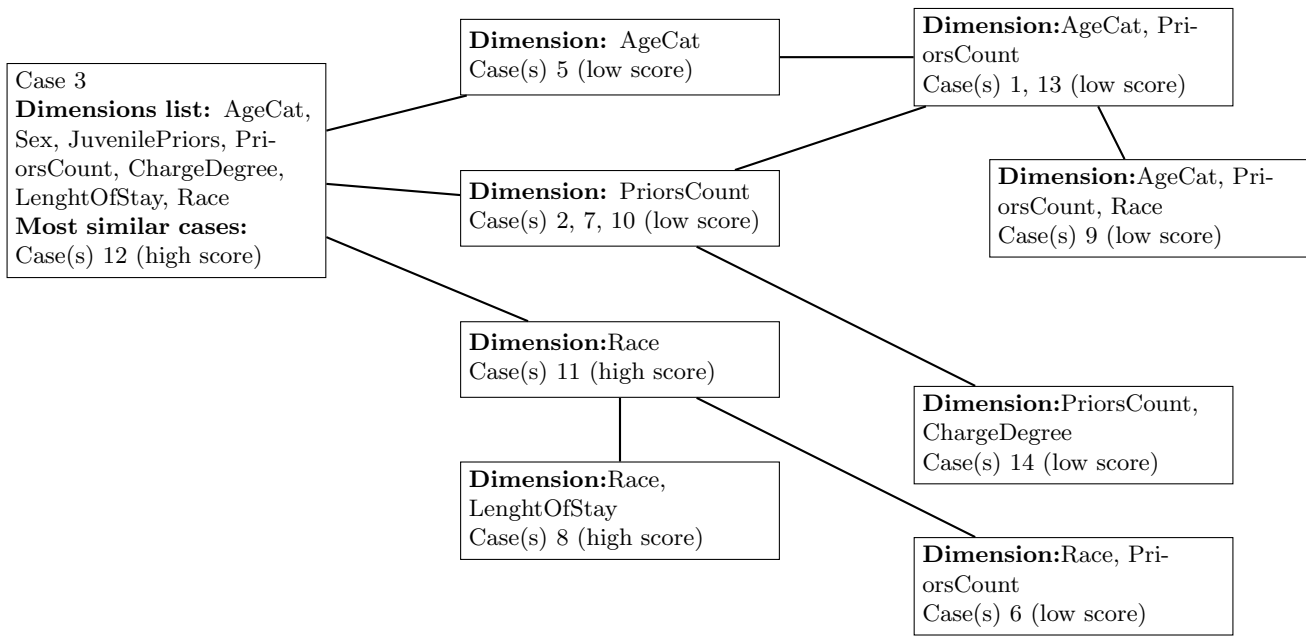 Case 3
Dimensions list: AgeCat,
Sex, JuvenilePriors, Pri-
orsCount, ChargeDegree,
LenghtOfStay, Race
Most similar cases:
Case(s) 12 (high score)
Dimension: AgeCat
Case(s) 5 (low score)
Dimension:AgeCat, Pri-
orsCount
Case(s) 1, 13 (low score)
Dimension: PriorsCount
Case(s) 2, 7, 10 (low score)
Dimension:AgeCat, Pri-
orsCount, Race
Case(s) 9 (low score)
Dimension:Race
Case(s) 11 (high score)
Dimension:PriorsCount,
ChargeDegree
Case(s) 14 (low score)
Dimension:Race,
LenghtOfStay
Case(s) 8 (high score)
Dimension:Race, Pri-
orsCount
Case(s) 6 (low score)